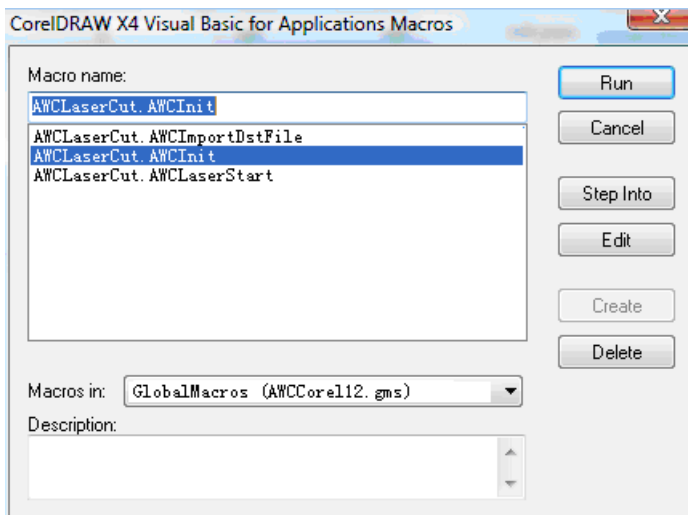 CorelDRAW X4 Visual Basic for Applications Macros
Macro name:
AWCLaserCut.AWCInit
AWCLaserCut.AWCImportDstFile
AWCLaserCut.AWCInit
AWCLaserCut.AWCLaserStart
Run
Cancel
Step Into
Edit
Create
Delete
Macros in: GlobalMacros (AWCCorel12.gms)
Description: